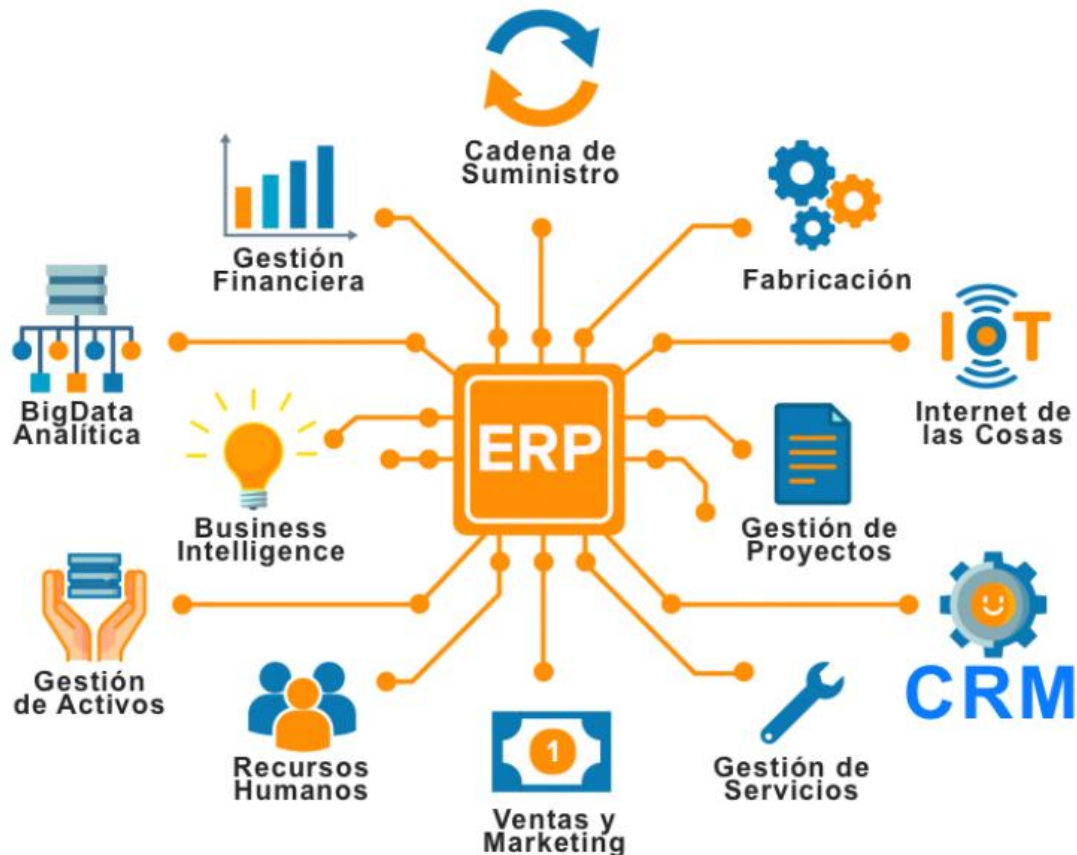 Cadena de
Suministro
Gestión
Financiera
Fabricación
BigData
Analítica
IOT
Internet de
las Cosas
ERP
Business
Intelligence
Gestión de
Proyectos
Gestión
de Activos
CRM
Recursos
Humanos
1
Ventas y
Marketing
Gestión de
Servicios